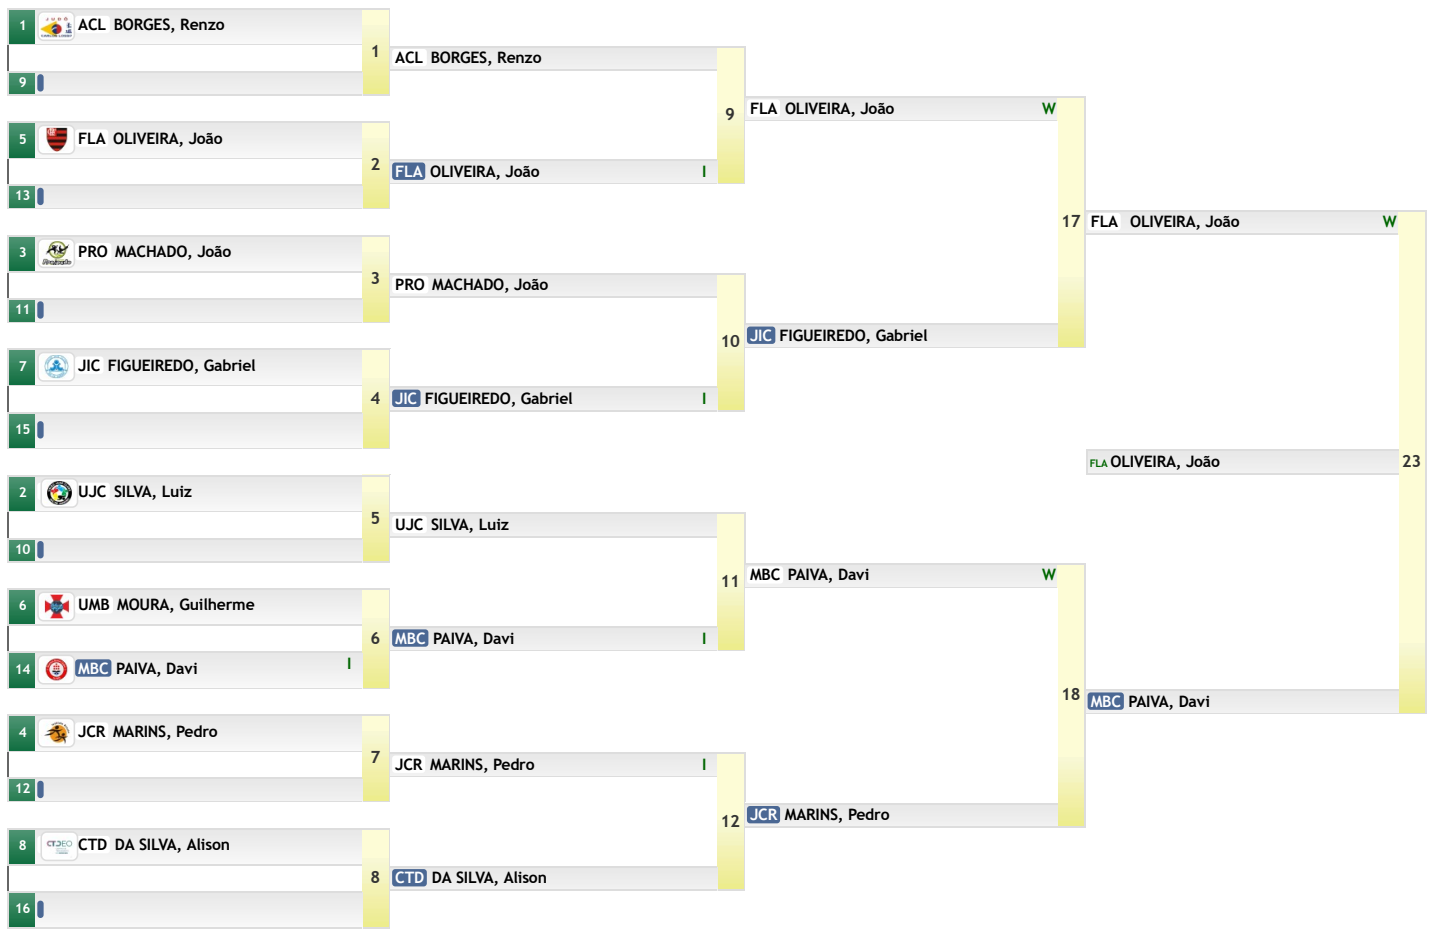 1 ACL BORGES, Renzo
1
9
5 FLA OLIVEIRA, João
2
13
3 PRO MACHADO, João
3
11
7 JIC FIGUEIREDO, Gabriel
4
15
2 UJC SILVA, Luiz
5
10
6 UMB MOURA, Guilherme
6
14 MBC PAIVA, Davi I
4 JCR MARINS, Pedro
7
12
8 CTD DA SILVA, Alison
8
16
ACL BORGES, Renzo
9
FLA OLIVEIRA, João I
PRO MACHADO, João
10
JIC FIGUEIREDO, Gabriel I
UJC SILVA, Luiz
11
MBC PAIVA, Davi I
JCR MARINS, Pedro I
12
CTD DA SILVA, Alison
FLA OLIVEIRA, João W
17
JIC FIGUEIREDO, Gabriel
MBC PAIVA, Davi W
18
JCR MARINS, Pedro
FLA OLIVEIRA, João W
FLA OLIVEIRA, João
23
MBC PAIVA, Davi